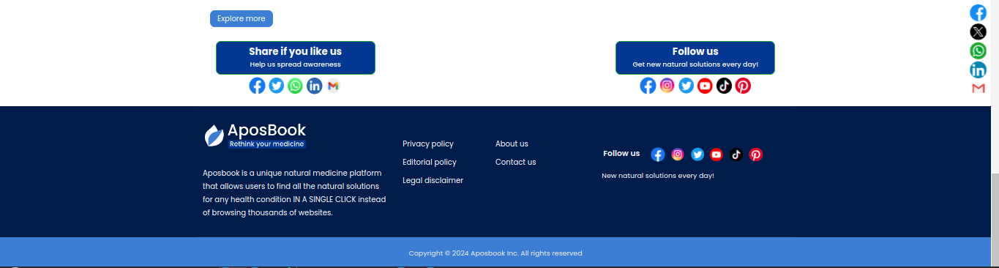 Explore more
Share if you like us
Help us spread awareness
Follow us
Get new natural solutions every day!
AposBook
Rethink your medicine
Aposbook is a unique natural medicine platform
that allows users to find all the natural solutions
for any health condition IN A SINGLE CLICK instead
of browsing thousands of websites.
Privacy policy
Editorial policy
Legal disclaimer
About us
Contact us
Follow us
New natural solutions every day!
Copyright © 2024 Aposbook Inc. All rights reserved